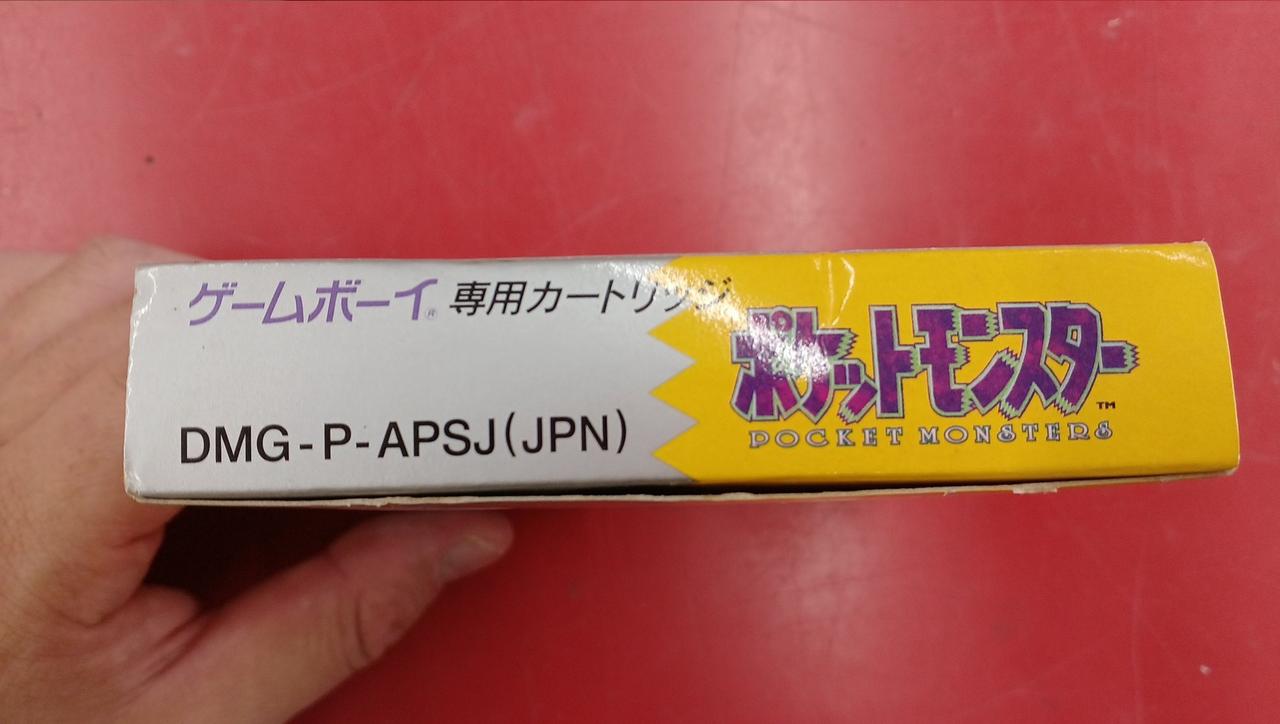 ゲームボーイ® 専用カートリッジ
DMG-P-APSJ(JPN)
ポケットモンスター™
POCKET MONSTERS